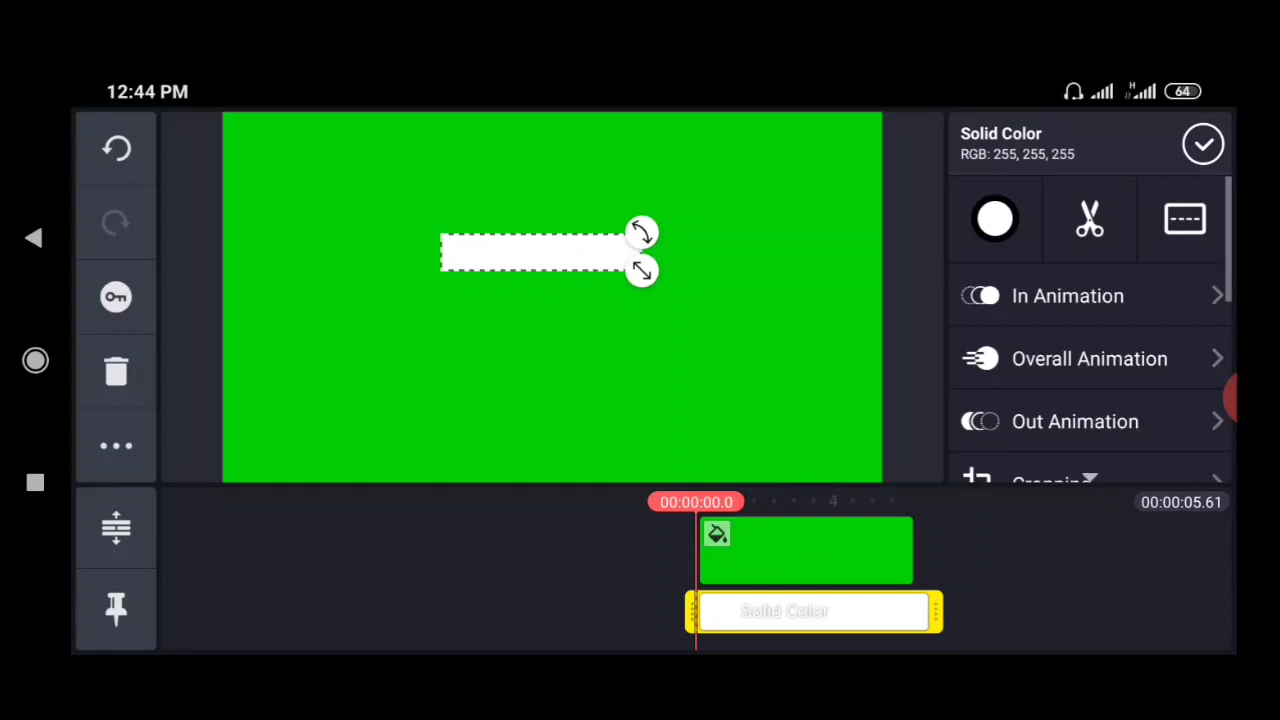 12:44 PM
H
64
Solid Color
RGB: 255, 255, 255
In Animation
Overall Animation
Out Animation
Cropping
00:00:00.0
4
00:00:05.61
Solid Color